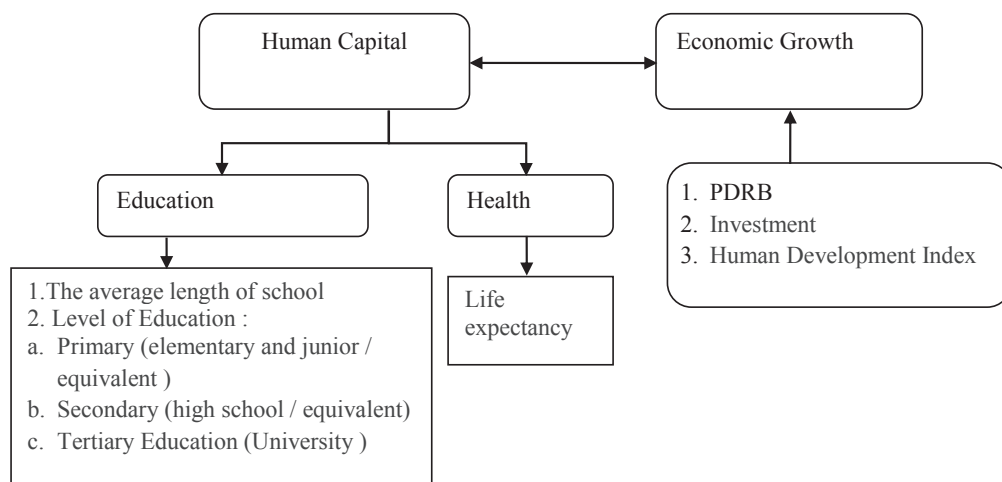 Human Capital
Economic Growth
Education
Health
1. PDRB
2. Investment
3. Human Development Index
1.The average length of school
2. Level of Education :
a. Primary (elementary and junior /
equivalent )
b. Secondary (high school / equivalent)
c. Tertiary Education (University )
Life
expectancy